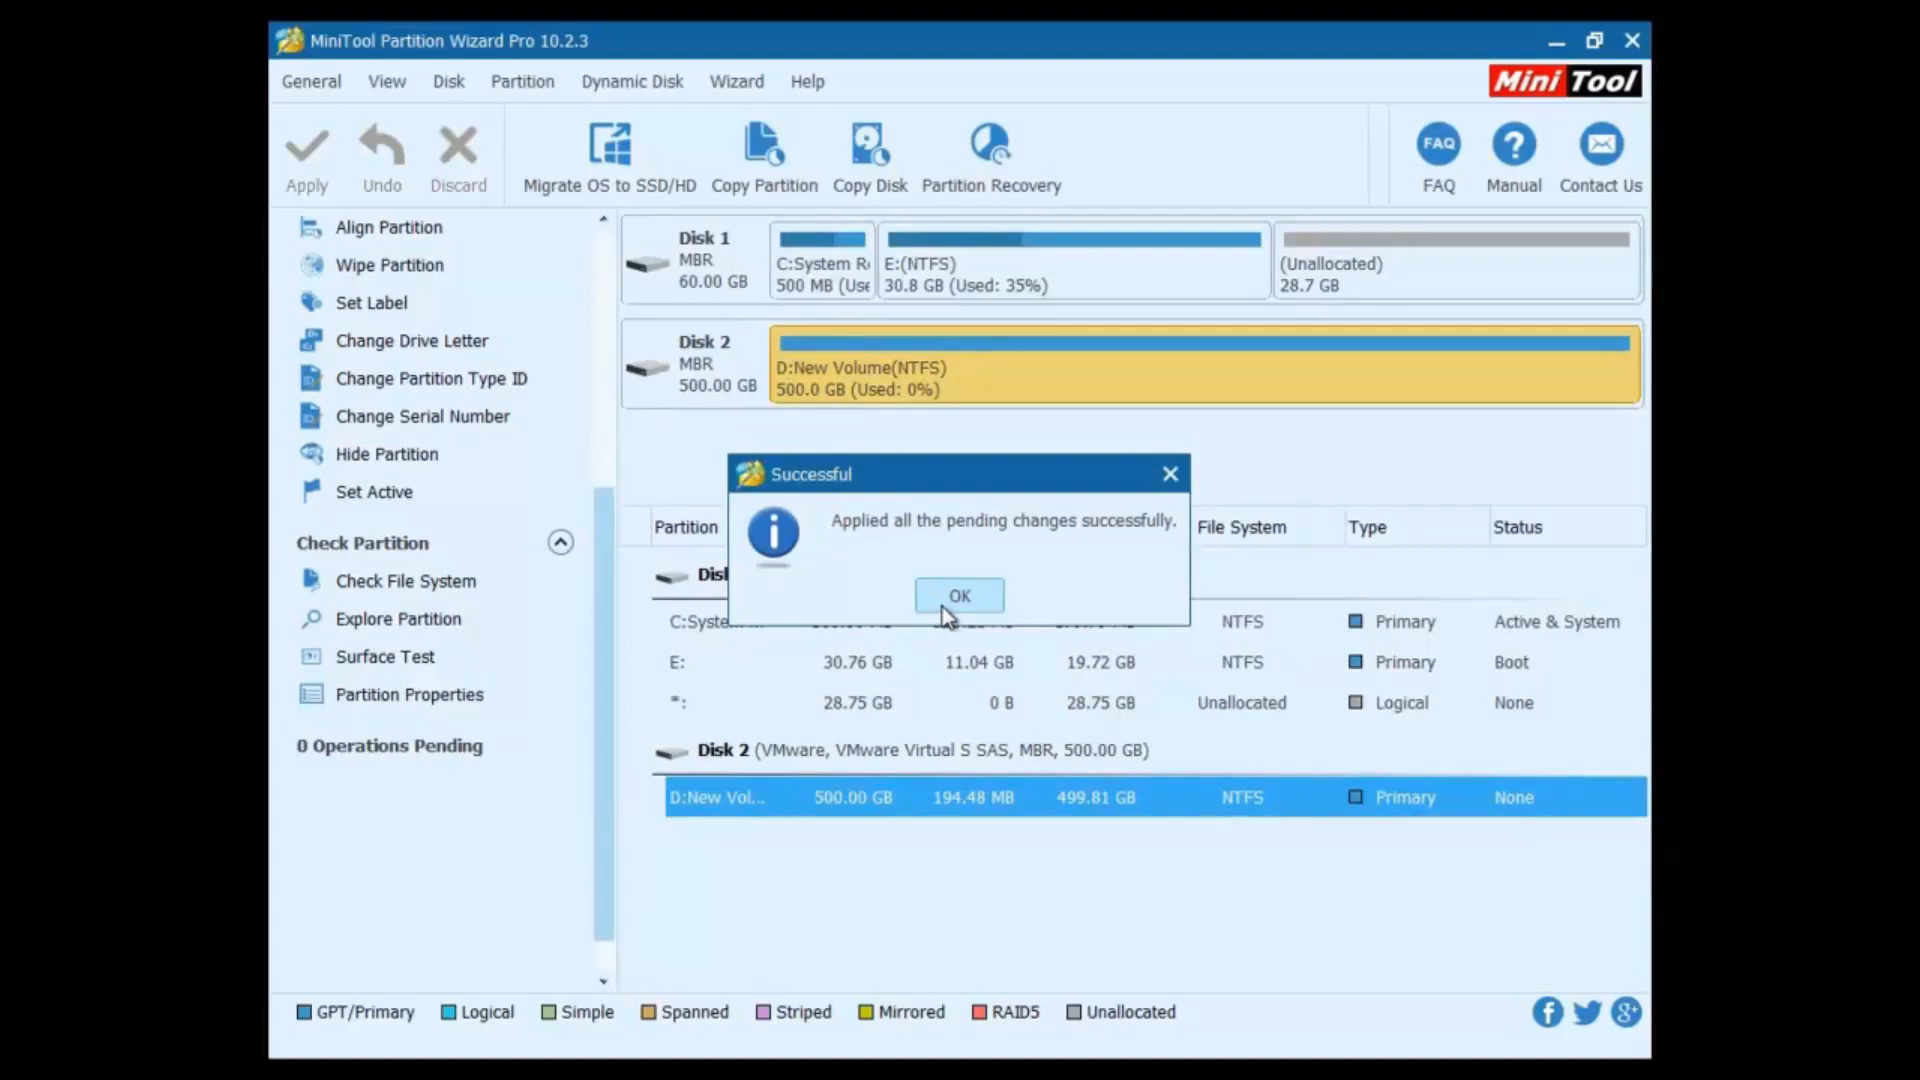 MiniTool Partition Wizard Pro 10.2.3
General View Disk Partition Dynamic Disk Wizard Help
Mini Tool
Apply Undo Discard Migrate OS to SSD/HD Copy Partition Copy Disk Partition Recovery FAQ FAQ Manual Contact Us
Align Partition
Wipe Partition
Set Label
Change Drive Letter
Change Partition Type ID
Change Serial Number
Hide Partition
Set Active
Check Partition
Check File System
Explore Partition
Surface Test
Partition Properties
0 Operations Pending
Disk 1
MBR
60.00 GB
C:System Re
500 MB (Use
E:(NTFS)
30.8 GB (Used: 35%)
(Unallocated)
28.7 GB
Disk 2
MBR
500.00 GB
D:New Volume(NTFS)
500.0 GB (Used: 0%)
Successful
Applied all the pending changes successfully.
OK
Partition File System Type Status
Disk
C:Syste... NTFS Primary Active & System
E: 30.76 GB 11.04 GB 19.72 GB NTFS Primary Boot
*: 28.75 GB 0 B 28.75 GB Unallocated Logical None
Disk 2 (VMware, VMware Virtual S SAS, MBR, 500.00 GB)
D:New Vol... 500.00 GB 194.48 MB 499.81 GB NTFS Primary None
GPT/Primary Logical Simple Spanned Striped Mirrored RAID5 Unallocated